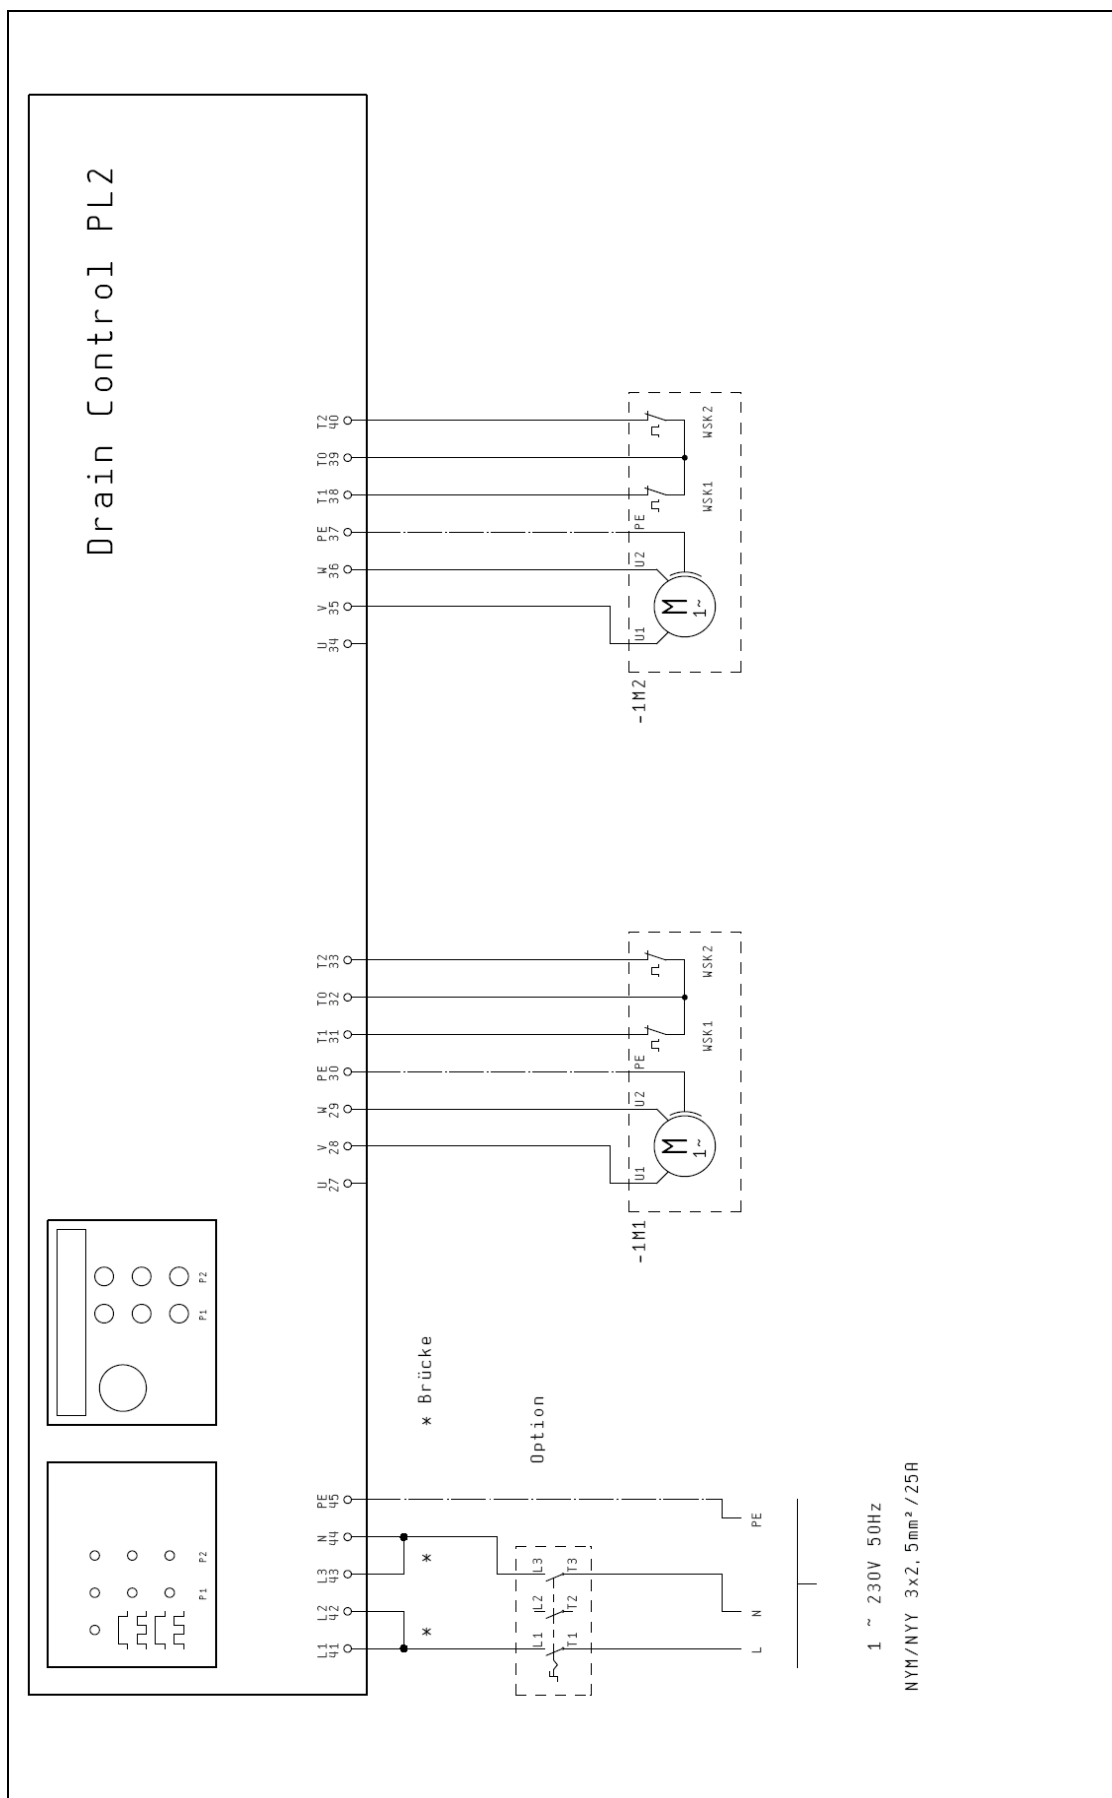 Drain Control PL2
P1 P2
P1 P2
L1 L2 L3 N PE
41 42 43 44 45
U V W PE T1 T0 T2
27 28 29 30 31 32 33
U V W PE T1 T0 T2
34 35 36 37 38 39 40
* *
* Brücke
Option
L1 L2 L3
T1 T2 T3
L N PE
1 ~ 230V 50Hz
NYM/NYY 3x2,5mm²/25A
-1M1
U1 U2 PE
M
1~
WSK1 WSK2
-1M2
U1 U2 PE
M
1~
WSK1 WSK2